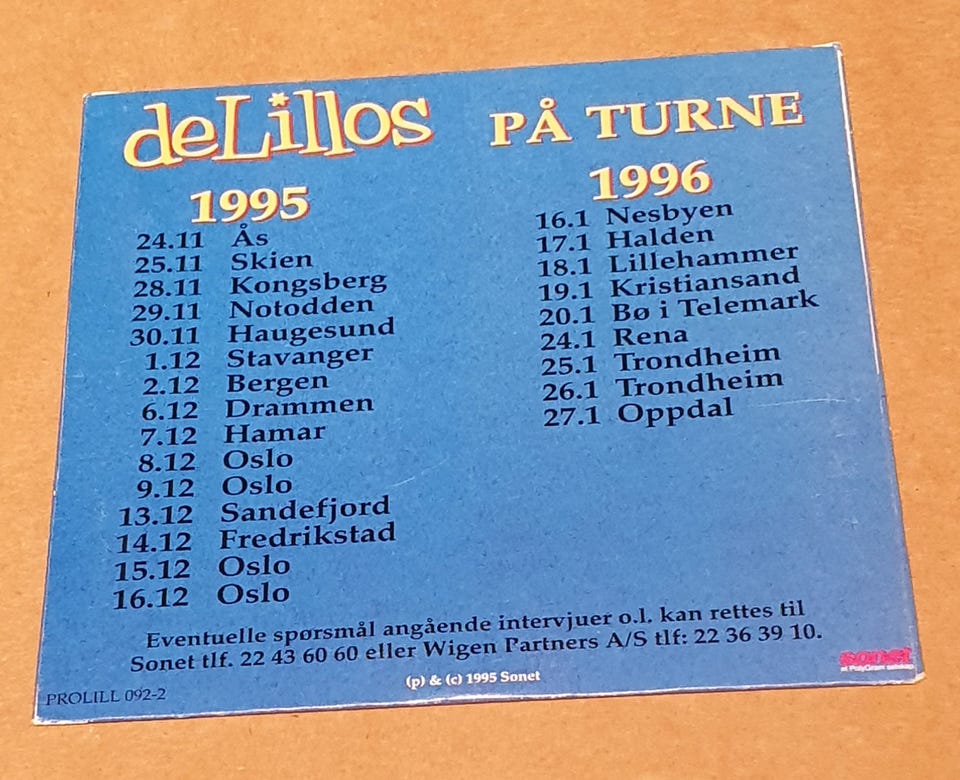 deLillos PÅ TURNE
1995
24.11 Ås
25.11 Skien
28.11 Kongsberg
29.11 Notodden
30.11 Haugesund
1.12 Stavanger
2.12 Bergen
6.12 Drammen
7.12 Hamar
8.12 Oslo
9.12 Oslo
13.12 Sandefjord
14.12 Fredrikstad
15.12 Oslo
16.12 Oslo
1996
16.1 Nesbyen
17.1 Halden
18.1 Lillehammer
19.1 Kristiansand
20.1 Bø i Telemark
24.1 Rena
25.1 Trondheim
26.1 Trondheim
27.1 Oppdal
Eventuelle spørsmål angående intervjuer o.l. kan rettes til
Sonet tlf. 22 43 60 60 eller Wigen Partners A/S tlf: 22 36 39 10.
(p) & (c) 1995 Sonet
PROLILL 092-2
sonet
et PolyGram selskap